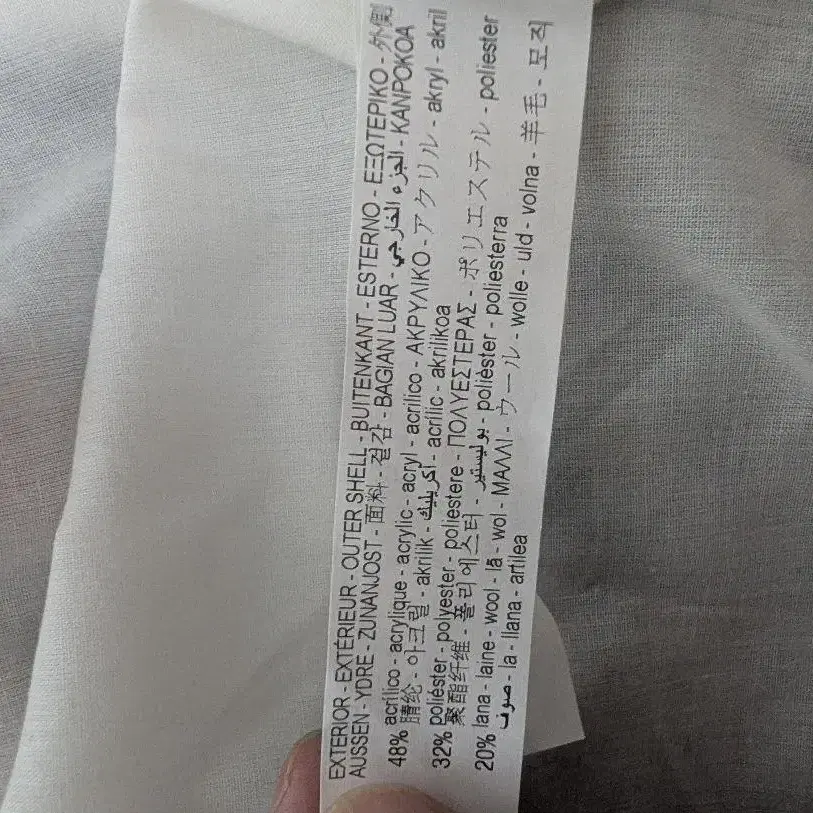 EXTERIOR - EXTÉRIEUR - OUTER SHELL - BUITENKANT - ESTERNO - ΕΞΩΤΕΡΙΚΟ - 外側
AUSSEN - YDRE - ZUNANJOST - 面料 - 겉감 - BAGIAN LUAR - الجزء الخارجي - KANPOKOA
48% acrílico - acrylique - acrylic - acryl - acrilico - ΑΚΡΥΛΙΚΟ - アクリル - akryl - akril
腈纶 - 아크릴 - akrilik - اكريليك - acrílic - akrilikoa
32% poliéster - polyester - poliestere - ΠΟΛΥΕΣΤΕΡΑΣ - ポリエステル - poliester
聚酯纤维 - 폴리에스터 - بوليستير - polièster - poliesterra
20% lana - laine - wool - lã - wol - ΜΑΛΛΙ - ウール - wolle - uld - volna - 羊毛 - 모직
صوف - la - llana - artilea